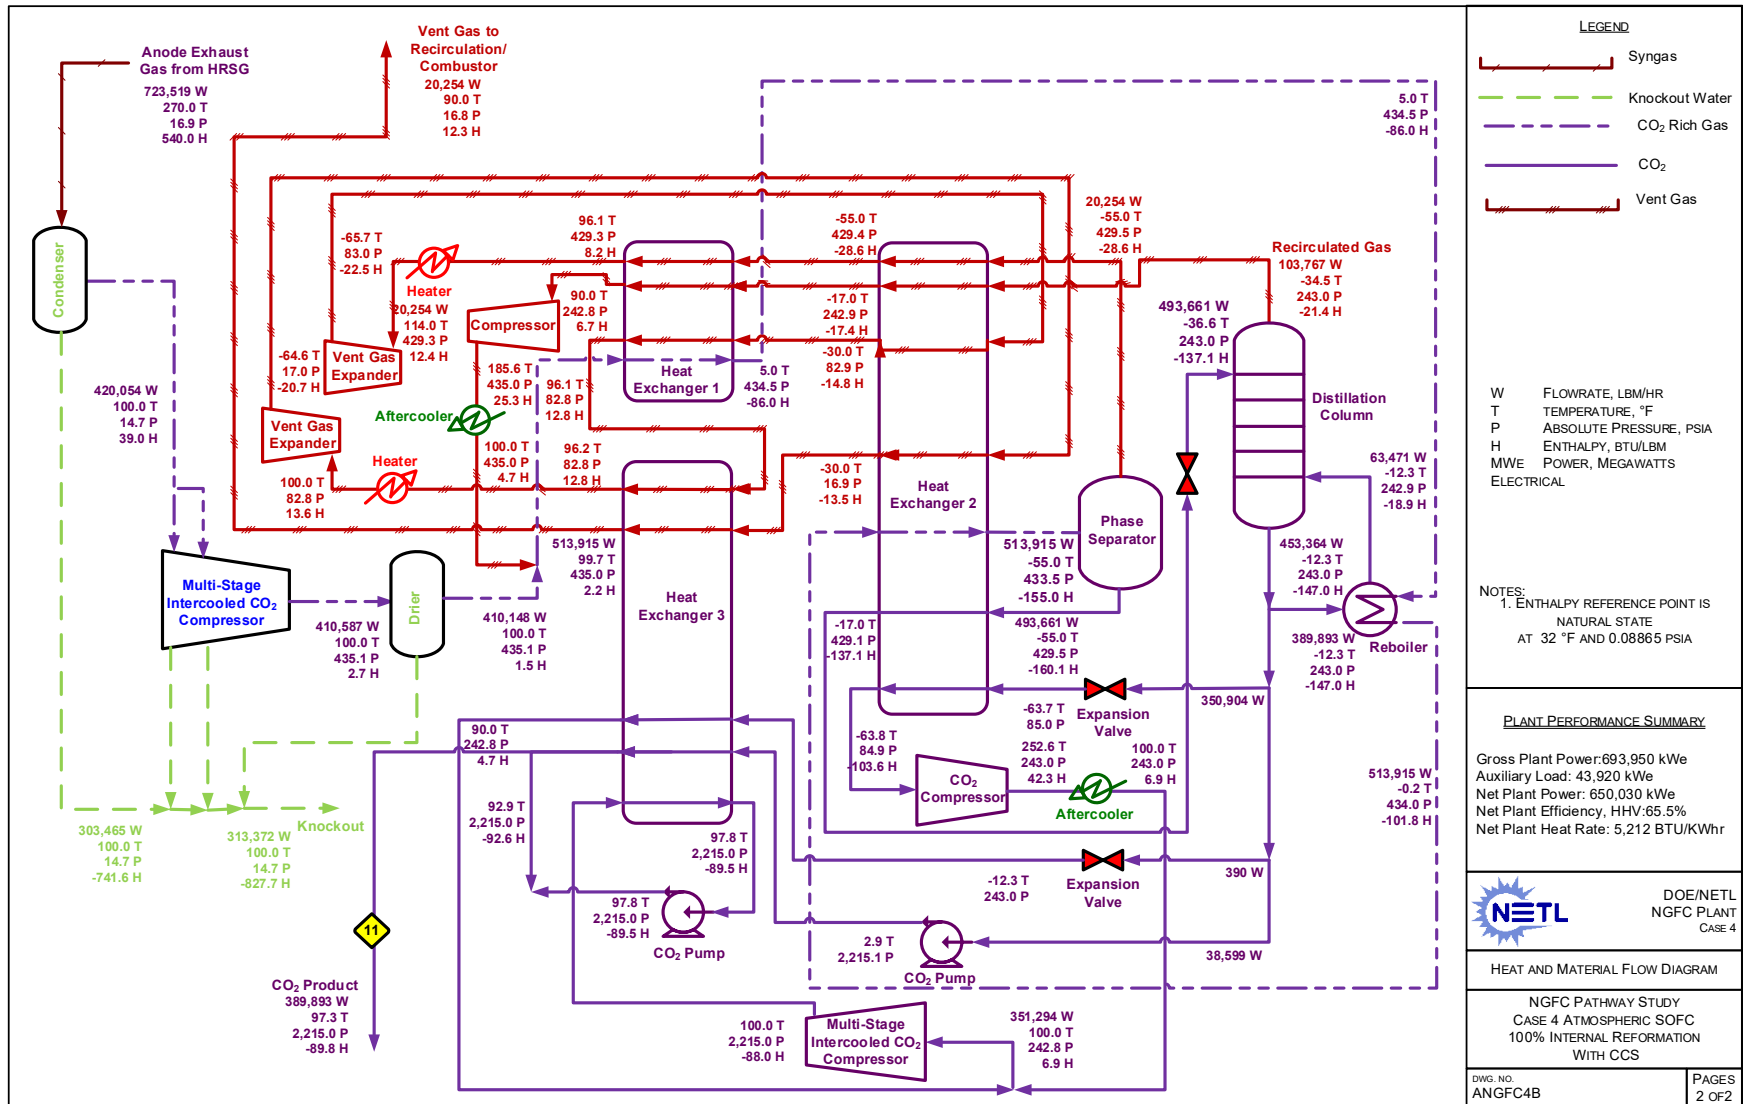 Anode Exhaust
Gas from HRSG
723,519 W
270.0 T
16.9 P
540.0 H
Vent Gas to
Recirculation/
Combustor
20,254 W
90.0 T
16.8 P
12.3 H
5.0 T
434.5 P
-86.0 H
Condenser
-65.7 T
83.0 P
-22.5 H
Heater
20,254 W
114.0 T
429.3 P
12.4 H
96.1 T
429.3 P
8.2 H
-55.0 T
429.4 P
-28.6 H
20,254 W
-55.0 T
429.5 P
-28.6 H
Recirculated Gas
103,767 W
-34.5 T
243.0 P
-21.4 H
90.0 T
242.8 P
6.7 H
Compressor
-17.0 T
242.9 P
-17.4 H
493,661 W
-36.6 T
243.0 P
-137.1 H
Vent Gas
Expander
-64.6 T
17.0 P
-20.7 H
Vent Gas
Expander
185.6 T
435.0 P
25.3 H
Aftercooler
96.1 T
82.8 P
12.8 H
Heat
Exchanger 1
5.0 T
434.5 P
-86.0 H
-30.0 T
82.9 P
-14.8 H
Distillation
Column
420,054 W
100.0 T
14.7 P
39.0 H
Heater
100.0 T
82.8 P
13.6 H
100.0 T
435.0 P
4.7 H
96.2 T
82.8 P
12.8 H
-30.0 T
16.9 P
-13.5 H
Heat
Exchanger 2
Phase
Separator
63,471 W
-12.3 T
242.9 P
-18.9 H
513,915 W
99.7 T
435.0 P
2.2 H
513,915 W
-55.0 T
433.5 P
-155.0 H
453,364 W
-12.3 T
243.0 P
-147.0 H
Multi-Stage
Intercooled CO2
Compressor
Drier
410,587 W
100.0 T
435.1 P
2.7 H
410,148 W
100.0 T
435.1 P
1.5 H
Heat
Exchanger 3
-17.0 T
429.1 P
-137.1 H
493,661 W
-55.0 T
429.5 P
-160.1 H
389,893 W
-12.3 T
243.0 P
-147.0 H
Reboiler
90.0 T
242.8 P
4.7 H
-63.7 T
85.0 P
Expansion
Valve
350,904 W
-63.8 T
84.9 P
-103.6 H
CO2
Compressor
252.6 T
243.0 P
42.3 H
100.0 T
243.0 P
6.9 H
Aftercooler
513,915 W
-0.2 T
434.0 P
-101.8 H
Knockout
303,465 W
100.0 T
14.7 P
-741.6 H
313,372 W
100.0 T
14.7 P
-827.7 H
92.9 T
2,215.0 P
-92.6 H
97.8 T
2,215.0 P
-89.5 H
97.8 T
2,215.0 P
-89.5 H
CO2 Pump
-12.3 T
243.0 P
Expansion
Valve
390 W
11
2.9 T
2,215.1 P
CO2 Pump
38,599 W
CO2 Product
389,893 W
97.3 T
2,215.0 P
-89.8 H
100.0 T
2,215.0 P
-88.0 H
Multi-Stage
Intercooled CO2
Compressor
351,294 W
100.0 T
242.8 P
6.9 H
LEGEND
Syngas
Knockout Water
CO2 Rich Gas
CO2
Vent Gas
W FLOWRATE, LBM/HR
T TEMPERATURE, °F
P ABSOLUTE PRESSURE, PSIA
H ENTHALPY, BTU/LBM
MWE POWER, MEGAWATTS
ELECTRICAL
NOTES:
1. ENTHALPY REFERENCE POINT IS
NATURAL STATE
AT 32 °F AND 0.08865 PSIA
PLANT PERFORMANCE SUMMARY
Gross Plant Power:693,950 kWe
Auxiliary Load: 43,920 kWe
Net Plant Power: 650,030 kWe
Net Plant Efficiency, HHV:65.5%
Net Plant Heat Rate: 5,212 BTU/KWhr
NETL
DOE/NETL
NGFC PLANT
CASE 4
HEAT AND MATERIAL FLOW DIAGRAM
NGFC PATHWAY STUDY
CASE 4 ATMOSPHERIC SOFC
100% INTERNAL REFORMATION
WITH CCS
DWG. NO.
ANGFC4B
PAGES
2 OF2